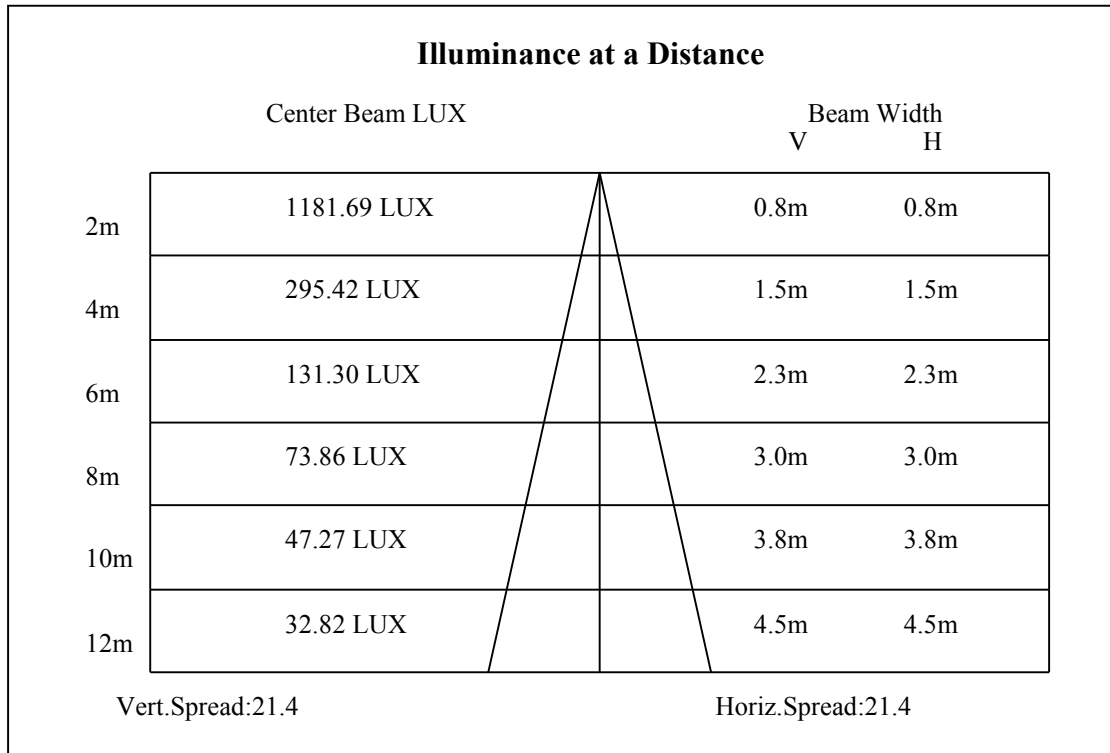 Illuminance at a Distance
Center Beam LUX Beam Width
V H
2m 1181.69 LUX 0.8m 0.8m
4m 295.42 LUX 1.5m 1.5m
6m 131.30 LUX 2.3m 2.3m
8m 73.86 LUX 3.0m 3.0m
10m 47.27 LUX 3.8m 3.8m
12m 32.82 LUX 4.5m 4.5m
Vert.Spread:21.4 Horiz.Spread:21.4